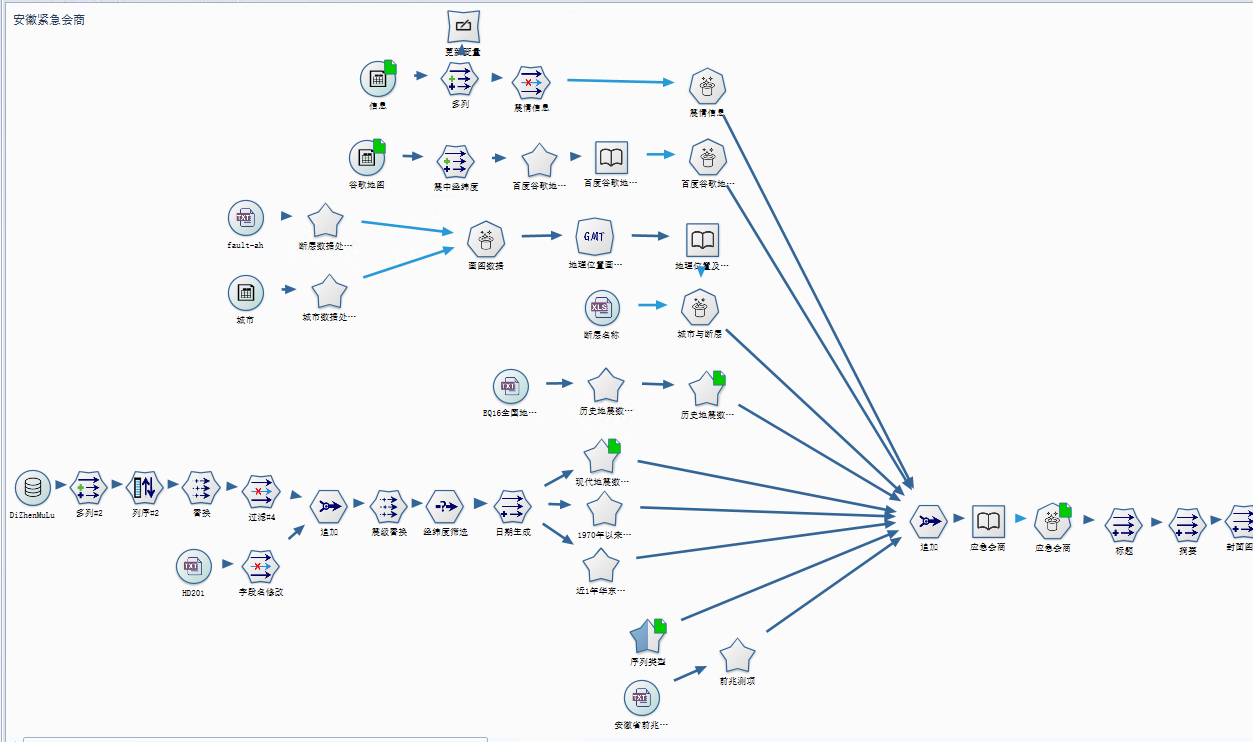 安徽紧急会商
更新变量
信息
多列
震情信息
震情信息
谷歌地图
震中经纬度
百度谷歌地…
百度谷歌地…
百度谷歌地…
TXT
fault-ah
断层数据处…
画图数据
GMT
地理位置画…
地理位置及…
城市
城市数据处…
XLS
断层名称
城市与断层
TXT
EQ16全国地…
历史地震数…
历史地震数…
DiZhenMuLu
多列#2
列序#2
替换
过滤#4
追加
震级替换
经纬度筛选
日期生成
现代地震数…
1970年以来…
近1年华东…
TXT
HD201
字段名修改
追加
应急会商
应急会商
标题
摘要
封面图
序列类型
前兆测项
TXT
安徽省前兆…